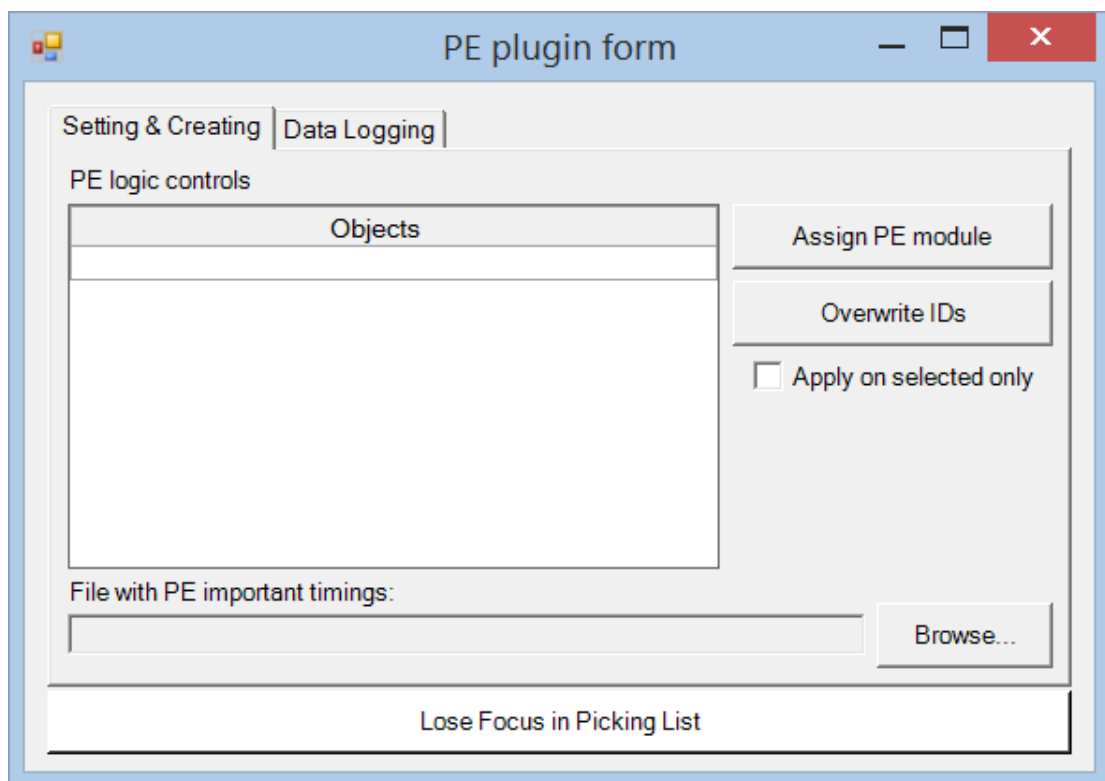 PE plugin form
Setting & Creating
Data Logging
PE logic controls
Objects
Assign PE module
Overwrite IDs
Apply on selected only
File with PE important timings:
Browse...
Lose Focus in Picking List